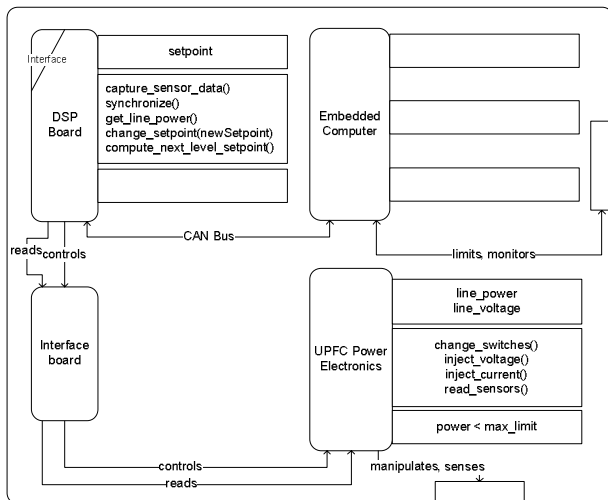 Interface
DSP
Board
setpoint
capture_sensor_data()
synchronize()
get_line_power()
change_setpoint(newSetpoint)
compute_next_level_setpoint()
Embedded
Computer
CAN Bus
reads
controls
limits, monitors
Interface
board
UPFC Power
Electronics
line_power
line_voltage
change_switches()
inject_voltage()
inject_current()
read_sensors()
power < max_limit
controls
reads
manipulates, senses